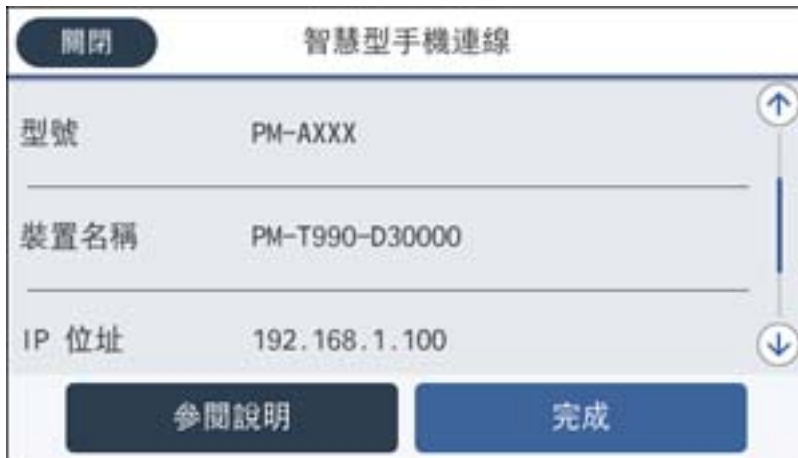 關閉 智慧型手機連線
型號 PM-AXXX
裝置名稱 PM-T990-D30000
IP 位址 192.168.1.100
參閱說明 完成